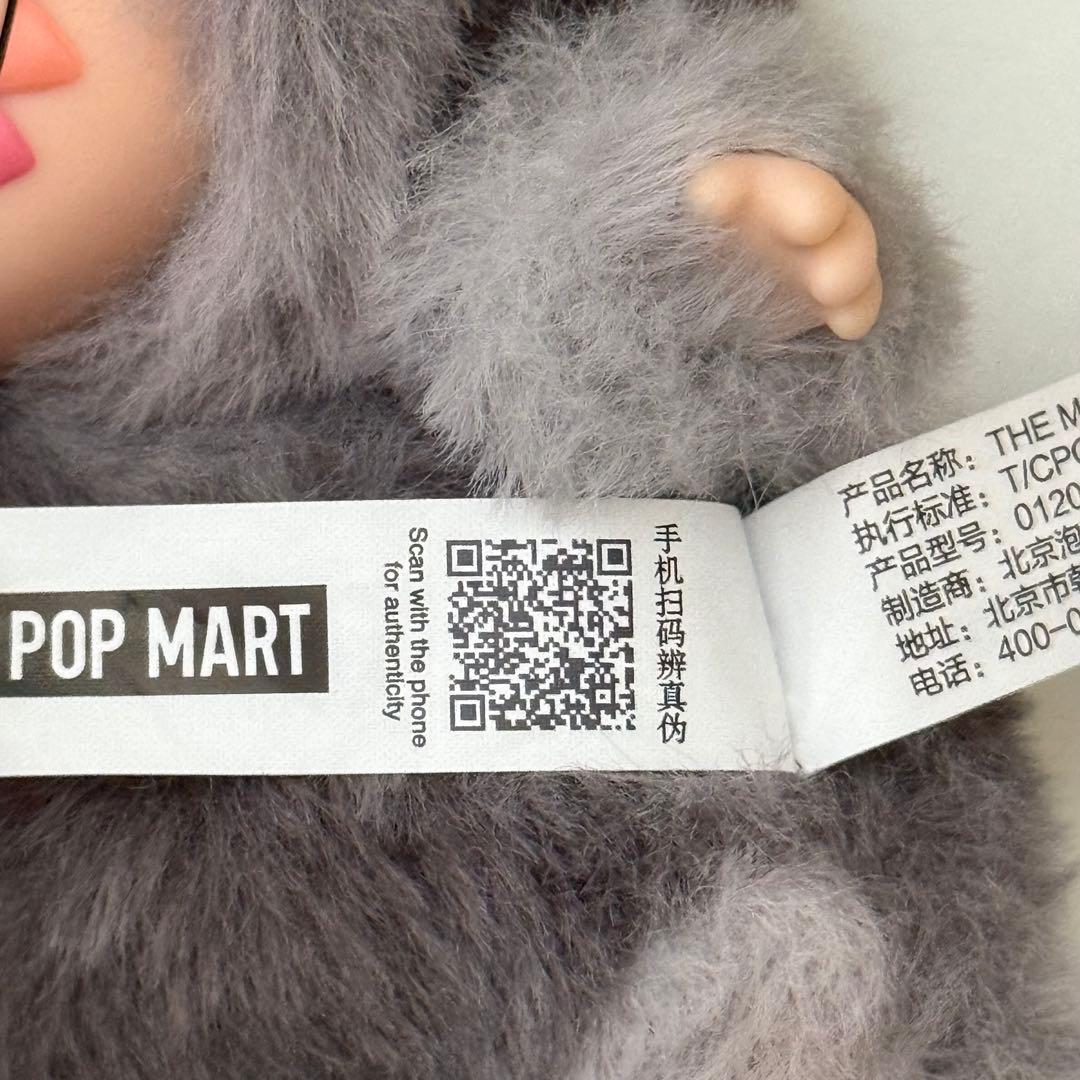 POP MART
Scan with the phone
for authenticity
手机扫码辨真伪
产品名称: THE M
执行标准: T/CPC
产品型号: 0120
制造商: 北京泡
地址: 北京市朝
电话: 400-0